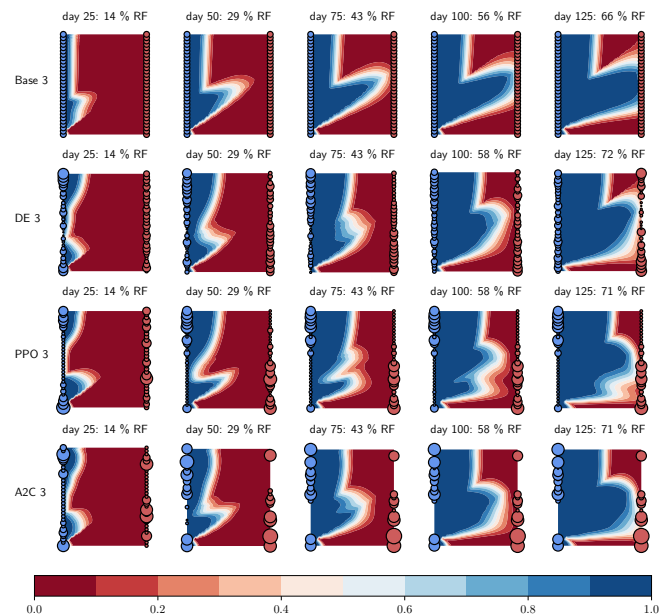 day 25: 14 % RF day 50: 29 % RF day 75: 43 % RF day 100: 56 % RF day 125: 66 % RF
Base 3
day 25: 14 % RF day 50: 29 % RF day 75: 43 % RF day 100: 58 % RF day 125: 72 % RF
DE 3
day 25: 14 % RF day 50: 29 % RF day 75: 43 % RF day 100: 58 % RF day 125: 71 % RF
PPO 3
day 25: 14 % RF day 50: 29 % RF day 75: 43 % RF day 100: 58 % RF day 125: 71 % RF
A2C 3
0.0 0.2 0.4 0.6 0.8 1.0